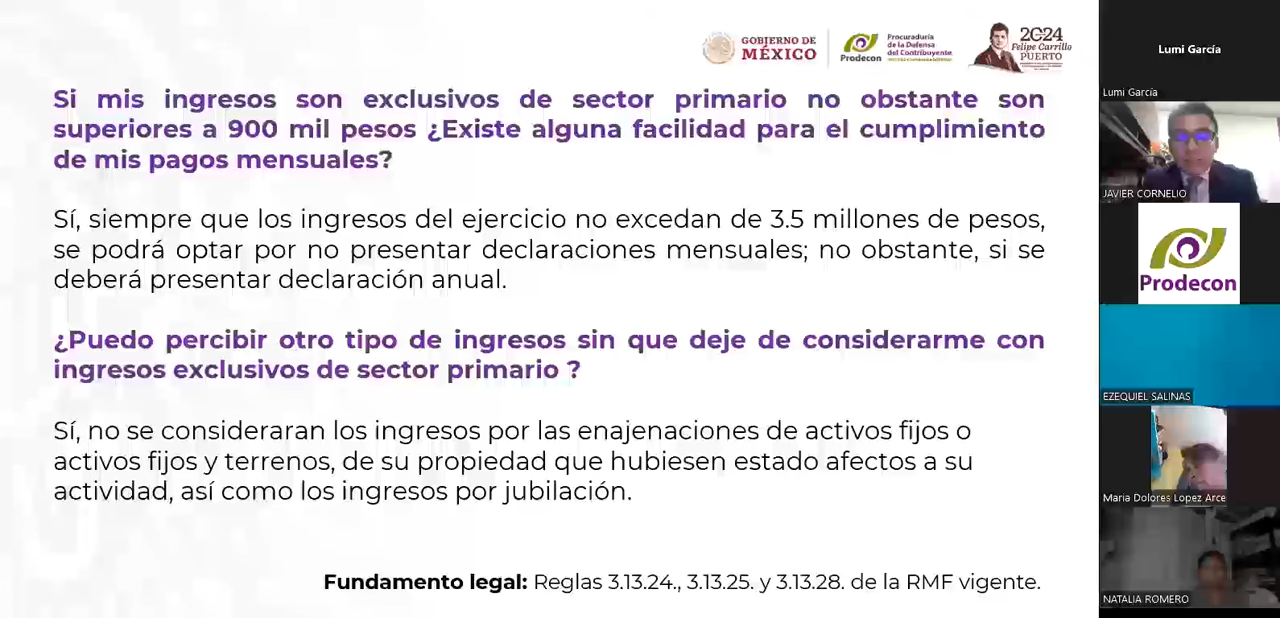 GOBIERNO DE
MÉXICO
Prodecon
Procuraduría
de la Defensa
del Contribuyente
2024
Felipe Carrillo
PUERTO
Si mis ingresos son exclusivos de sector primario no obstante son
superiores a 900 mil pesos ¿Existe alguna facilidad para el cumplimiento
de mis pagos mensuales?
Sí, siempre que los ingresos del ejercicio no excedan de 3.5 millones de pesos,
se podrá optar por no presentar declaraciones mensuales; no obstante, si se
deberá presentar declaración anual.
¿Puedo percibir otro tipo de ingresos sin que deje de considerarme con
ingresos exclusivos de sector primario ?
Sí, no se consideraran los ingresos por las enajenaciones de activos fijos o
activos fijos y terrenos, de su propiedad que hubiesen estado afectos a su
actividad, así como los ingresos por jubilación.
Fundamento legal: Reglas 3.13.24., 3.13.25. y 3.13.28. de la RMF vigente.
Lumi García
Lumi García
JAVIER CORNELIO
Prodecon
EZEQUIEL SALINAS
Maria Dolores Lopez Arce
NATALIA ROMERO